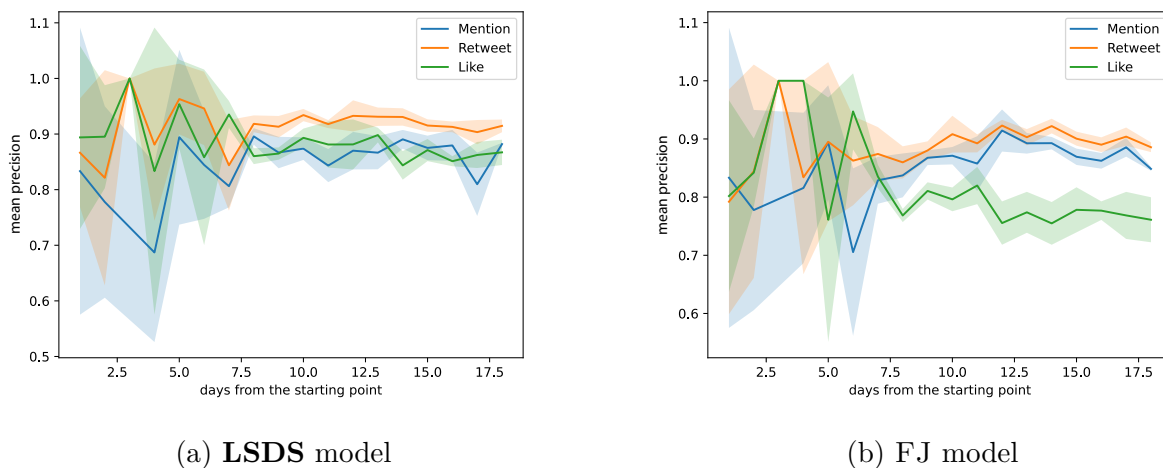 1.1
1.0
0.9
0.8
0.7
0.6
0.5
mean precision
2.5 5.0 7.5 10.0 12.5 15.0 17.5
days from the starting point
Mention
Retweet
Like
(a) LSDS model
1.1
1.0
0.9
0.8
0.7
0.6
mean precision
2.5 5.0 7.5 10.0 12.5 15.0 17.5
days from the starting point
Mention
Retweet
Like
(b) FJ model